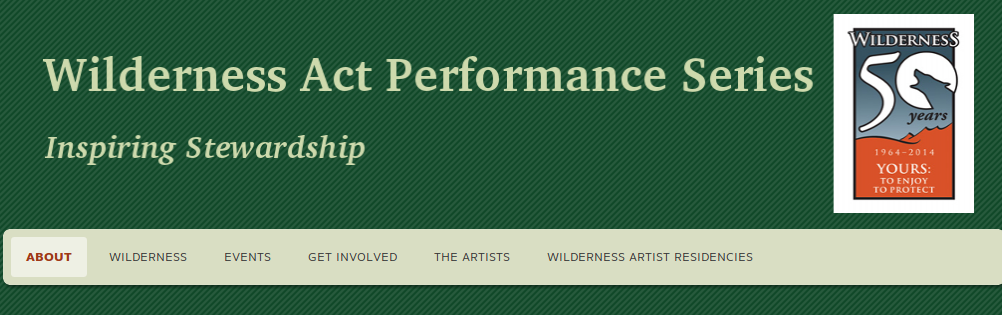 Wilderness Act Performance Series
Inspiring Stewardship
WILDERNESS
50
years
1964–2014
YOURS:
TO ENJOY
TO PROTECT
ABOUT WILDERNESS EVENTS GET INVOLVED THE ARTISTS WILDERNESS ARTIST RESIDENCIES